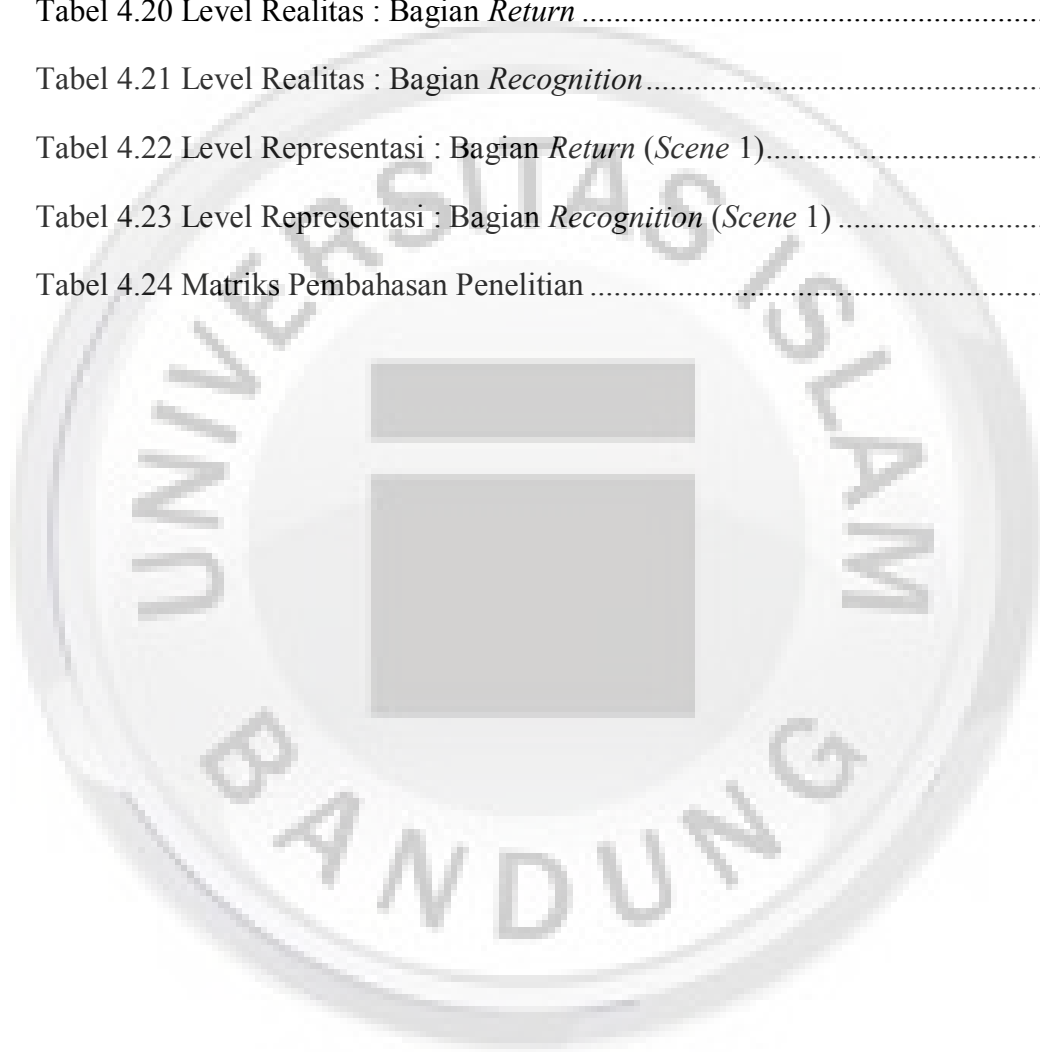 Tabel 4.20 Level Realitas : Bagian Return ........................................................
Tabel 4.21 Level Realitas : Bagian Recognition ................................................
Tabel 4.22 Level Representasi : Bagian Return (Scene 1)..................................
Tabel 4.23 Level Representasi : Bagian Recognition (Scene 1) .........................
Tabel 4.24 Matriks Pembahasan Penelitian .......................................................
UNIVERSITAS ISLAM
BANDUNG